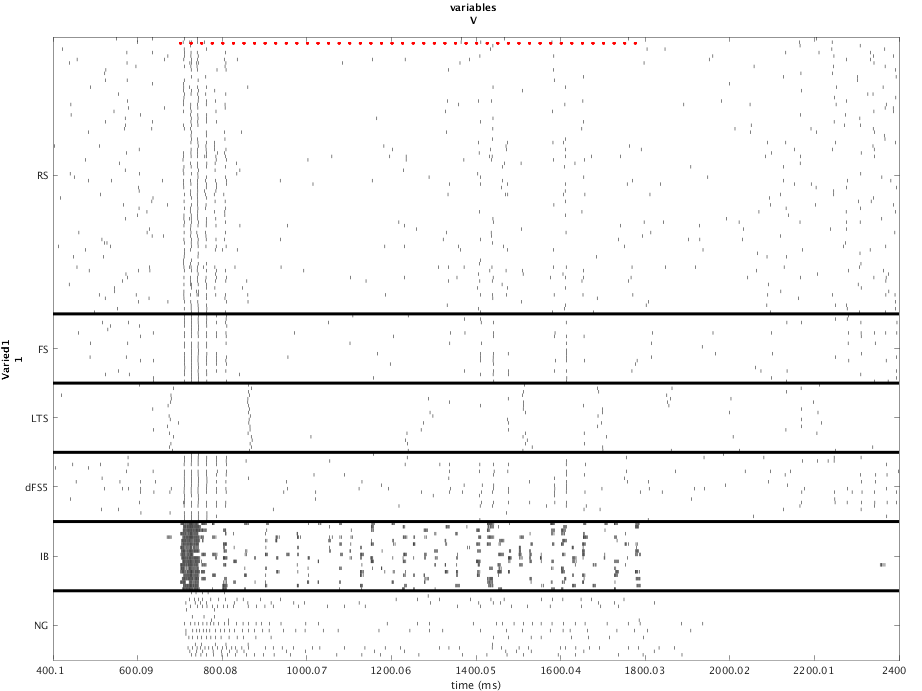 variables
V
RS
FS
LTS
dFS5
IB
NG
Varied1
1
400.1 600.09 800.08 1000.07 1200.06 1400.05 1600.04 1800.03 2000.02 2200.01 2400
time (ms)